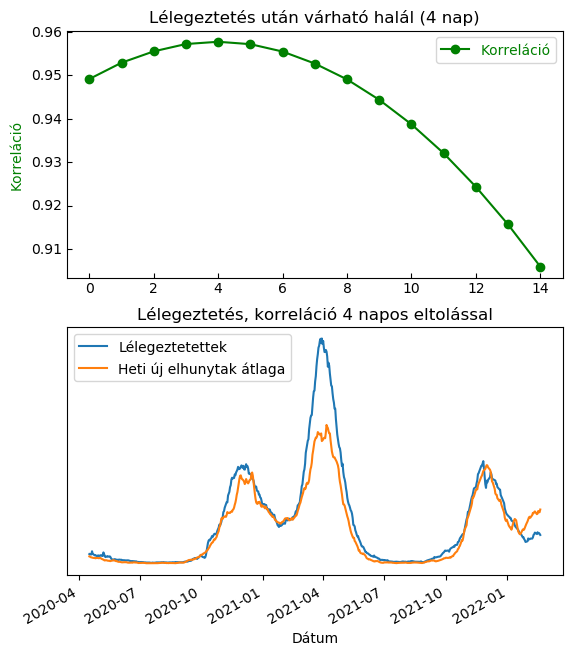 Lélegeztetés után várható halál (4 nap)
0.96
0.95
0.94
0.93
0.92
0.91
Korreláció
Korreláció
0 2 4 6 8 10 12 14
Lélegeztetés, korreláció 4 napos eltolással
Lélegeztetettek
Heti új elhunytak átlaga
2020-04 2020-07 2020-10 2021-01 2021-04 2021-07 2021-10 2022-01
Dátum